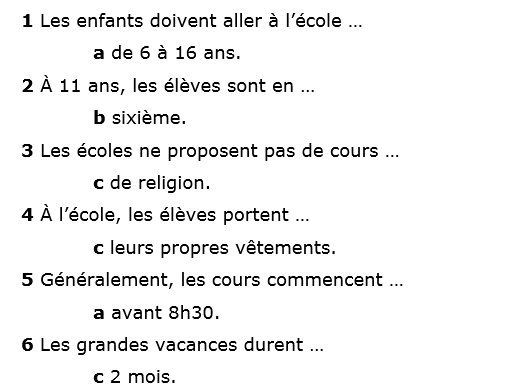 1 Les enfants doivent aller à l’école ...
a de 6 à 16 ans.
2 À 11 ans, les élèves sont en ...
b sixième.
3 Les écoles ne proposent pas de cours ...
c de religion.
4 À l’école, les élèves portent ...
c leurs propres vêtements.
5 Généralement, les cours commencent ...
a avant 8h30.
6 Les grandes vacances durent ...
c 2 mois.